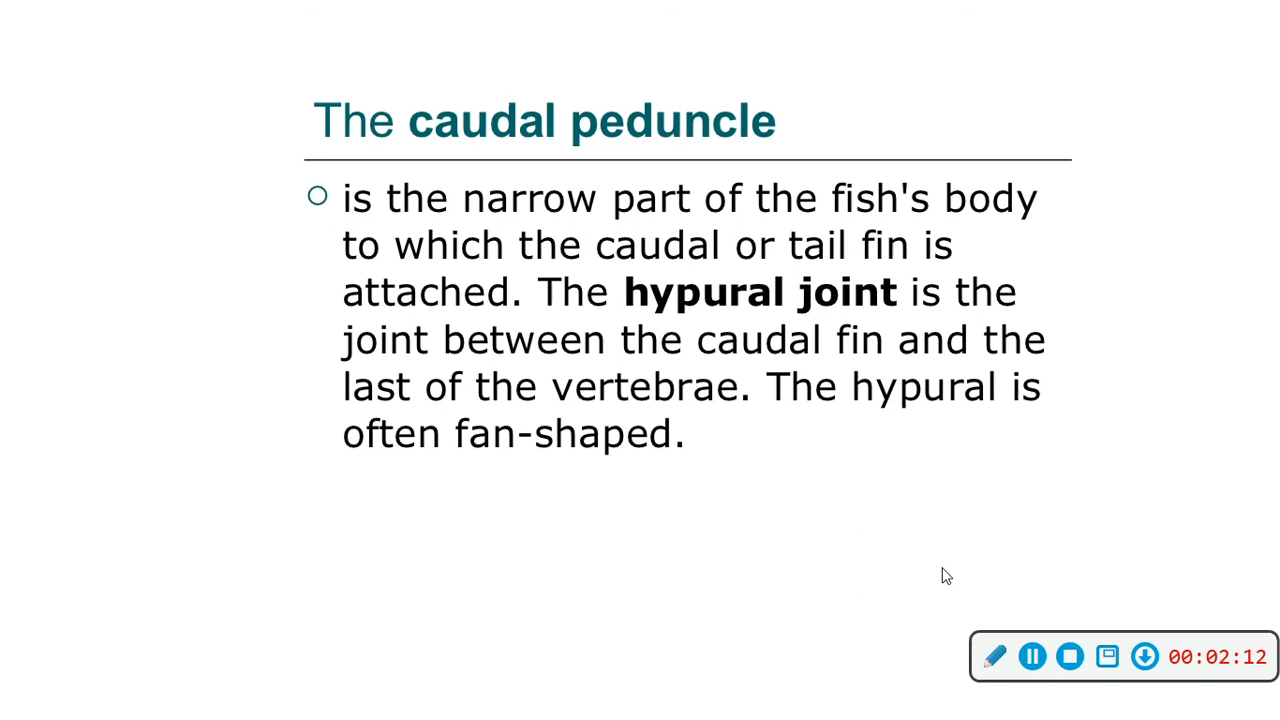 The caudal peduncle
is the narrow part of the fish's body
to which the caudal or tail fin is
attached. The hypural joint is the
joint between the caudal fin and the
last of the vertebrae. The hypural is
often fan-shaped.
00:02:12